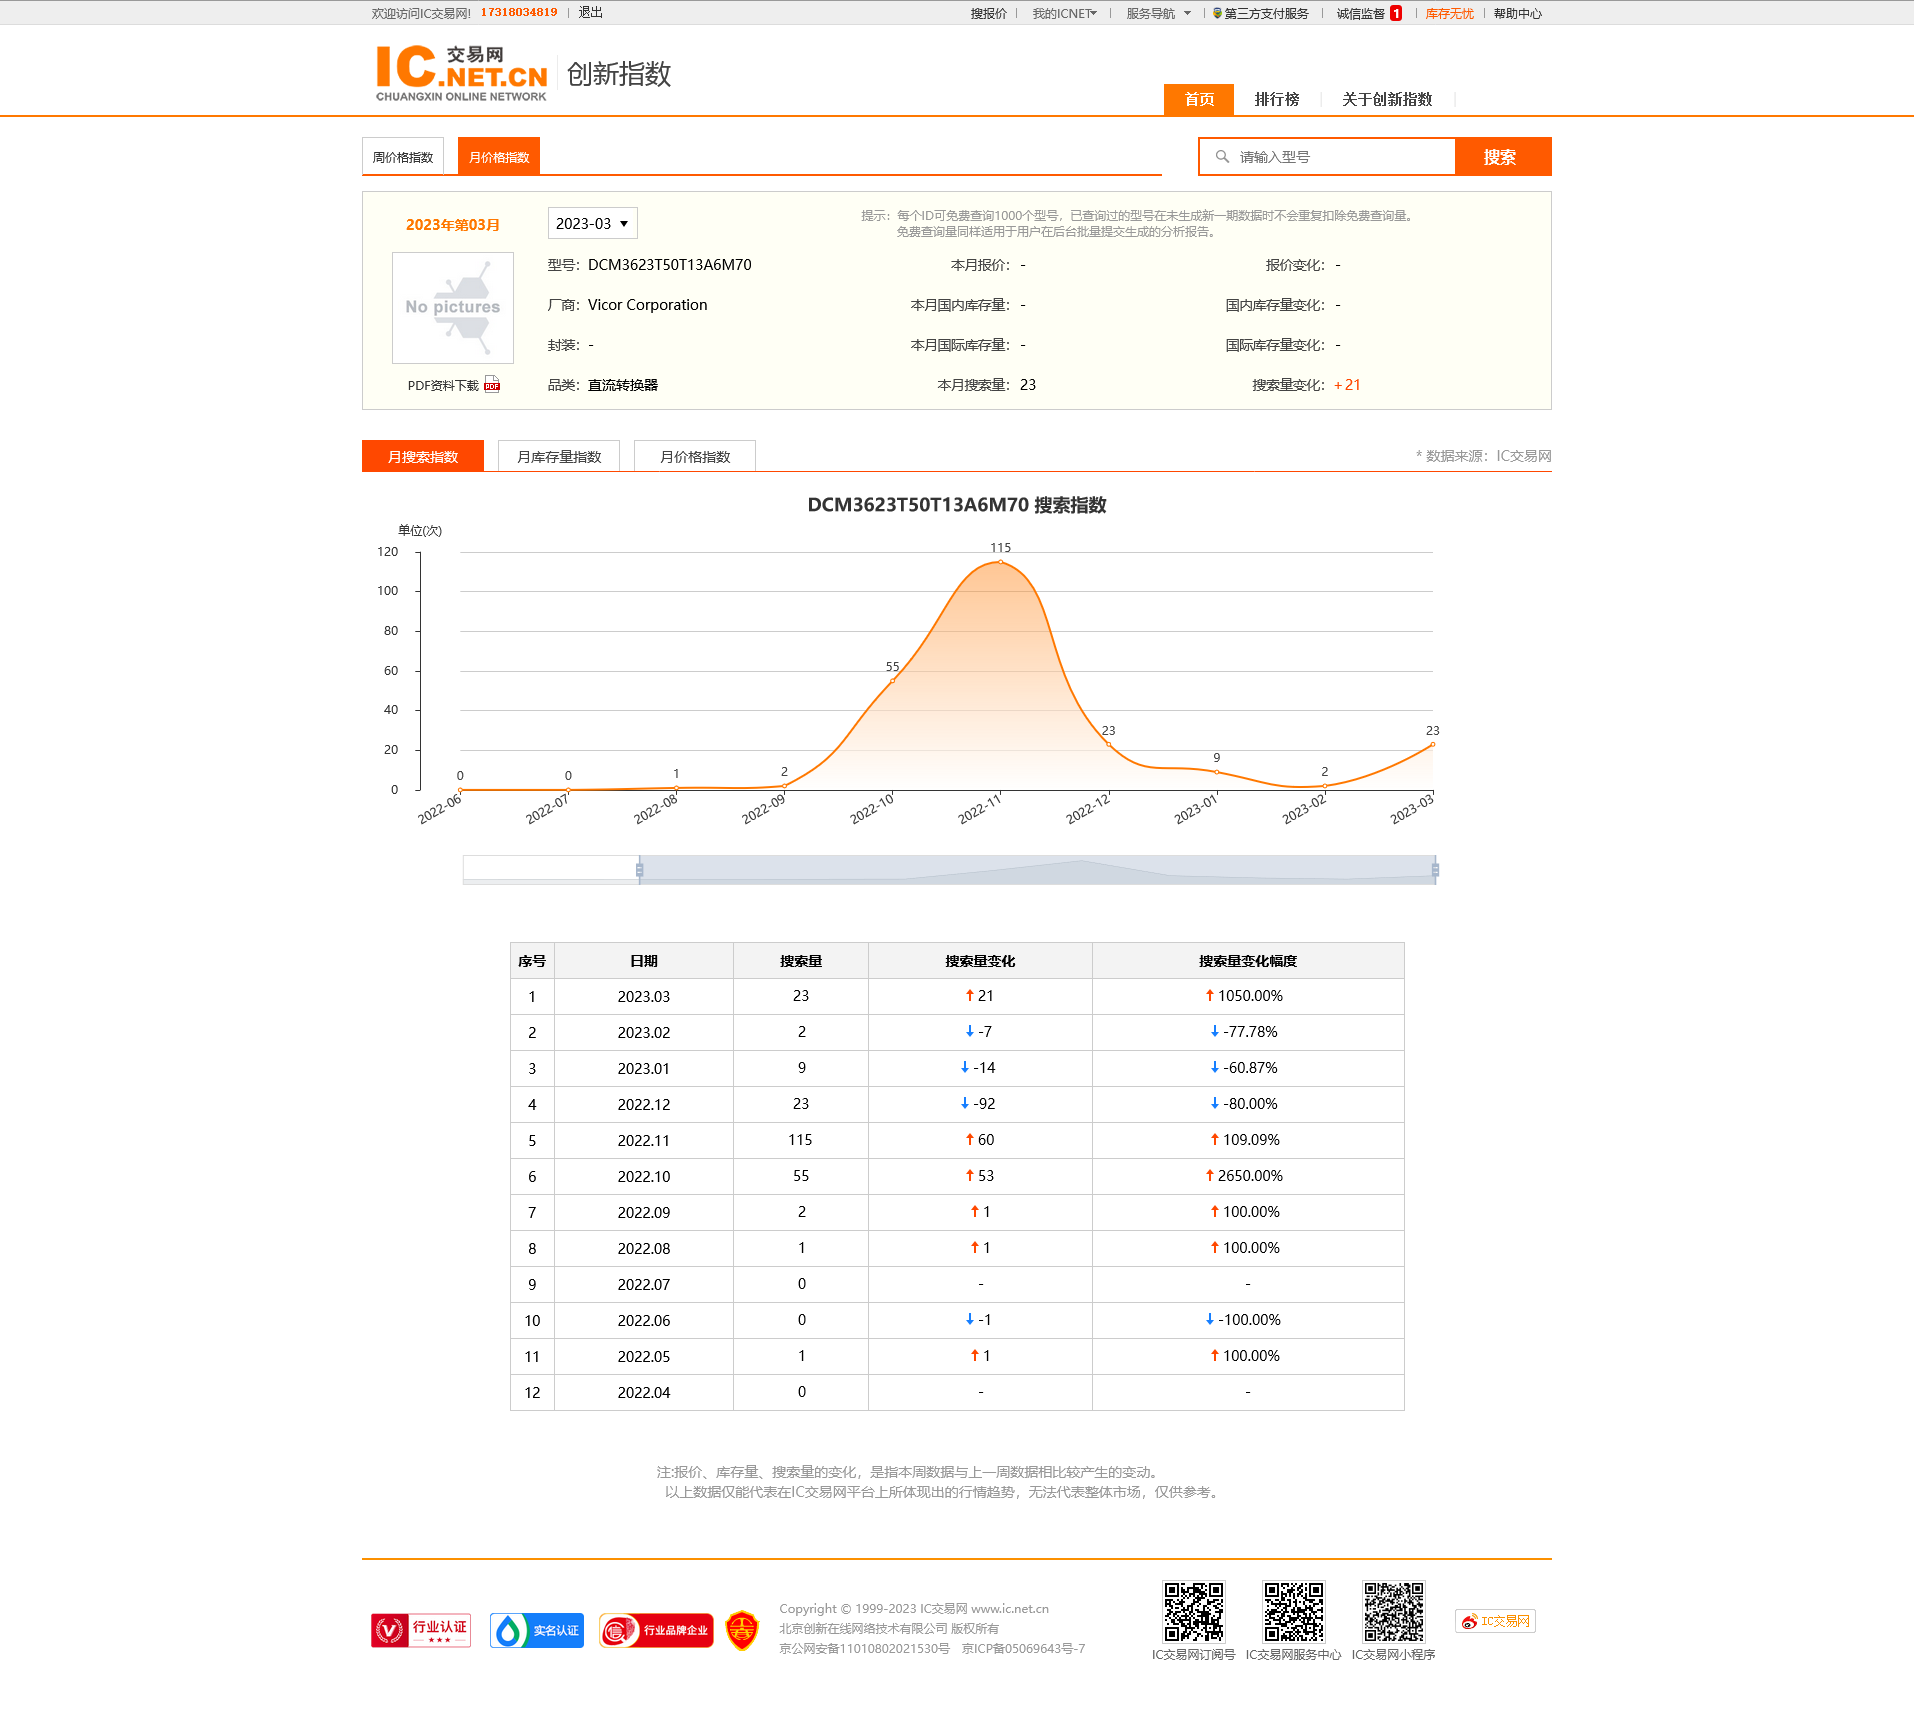 欢迎访问IC交易网! 17318034819 退出 搜报价 我的ICNET 服务导航 第三方支付服务 诚信监督 1 库存无忧 帮助中心
IC 交易网 .NET.CN
CHUANGXIN ONLINE NETWORK
创新指数
首页 排行榜 关于创新指数
周价格指数 月价格指数 请输入型号 搜索
2023年第03月 2023-03
提示：每个ID可免费查询1000个型号，已查询过的型号在未生成新一期数据时不会重复扣除免费查询量。
免费查询量同样适用于用户在后台批量提交生成的分析报告。
No pictures
PDF资料下载 PDF
型号：DCM3623T50T13A6M70 本月报价：- 报价变化：-
厂商：Vicor Corporation 本月国内库存量：- 国内库存量变化：-
封装：- 本月国际库存量：- 国际库存量变化：-
品类：直流转换器 本月搜索量：23 搜索量变化：+21
月搜索指数 月库存量指数 月价格指数 * 数据来源：IC交易网
DCM3623T50T13A6M70 搜索指数
单位(次)
120
100
80
60
40
20
0
0 0 1 2 55 115 23 9 2 23
2022-06 2022-07 2022-08 2022-09 2022-10 2022-11 2022-12 2023-01 2023-02 2023-03
序号 日期 搜索量 搜索量变化 搜索量变化幅度
1 2023.03 23 21 1050.00%
2 2023.02 2 -7 -77.78%
3 2023.01 9 -14 -60.87%
4 2022.12 23 -92 -80.00%
5 2022.11 115 60 109.09%
6 2022.10 55 53 2650.00%
7 2022.09 2 1 100.00%
8 2022.08 1 1 100.00%
9 2022.07 0 - -
10 2022.06 0 -1 -100.00%
11 2022.05 1 1 100.00%
12 2022.04 0 - -
注:报价、库存量、搜索量的变化，是指本周数据与上一周数据相比较产生的变动。
以上数据仅能代表在IC交易网平台上所体现出的行情趋势，无法代表整体市场，仅供参考。
行业认证 实名认证 行业品牌企业
Copyright © 1999-2023 IC交易网 www.ic.net.cn
北京创新在线网络技术有限公司 版权所有
京公网安备11010802021530号 京ICP备05069643号-7
IC交易网订阅号 IC交易网服务中心 IC交易网小程序 IC交易网